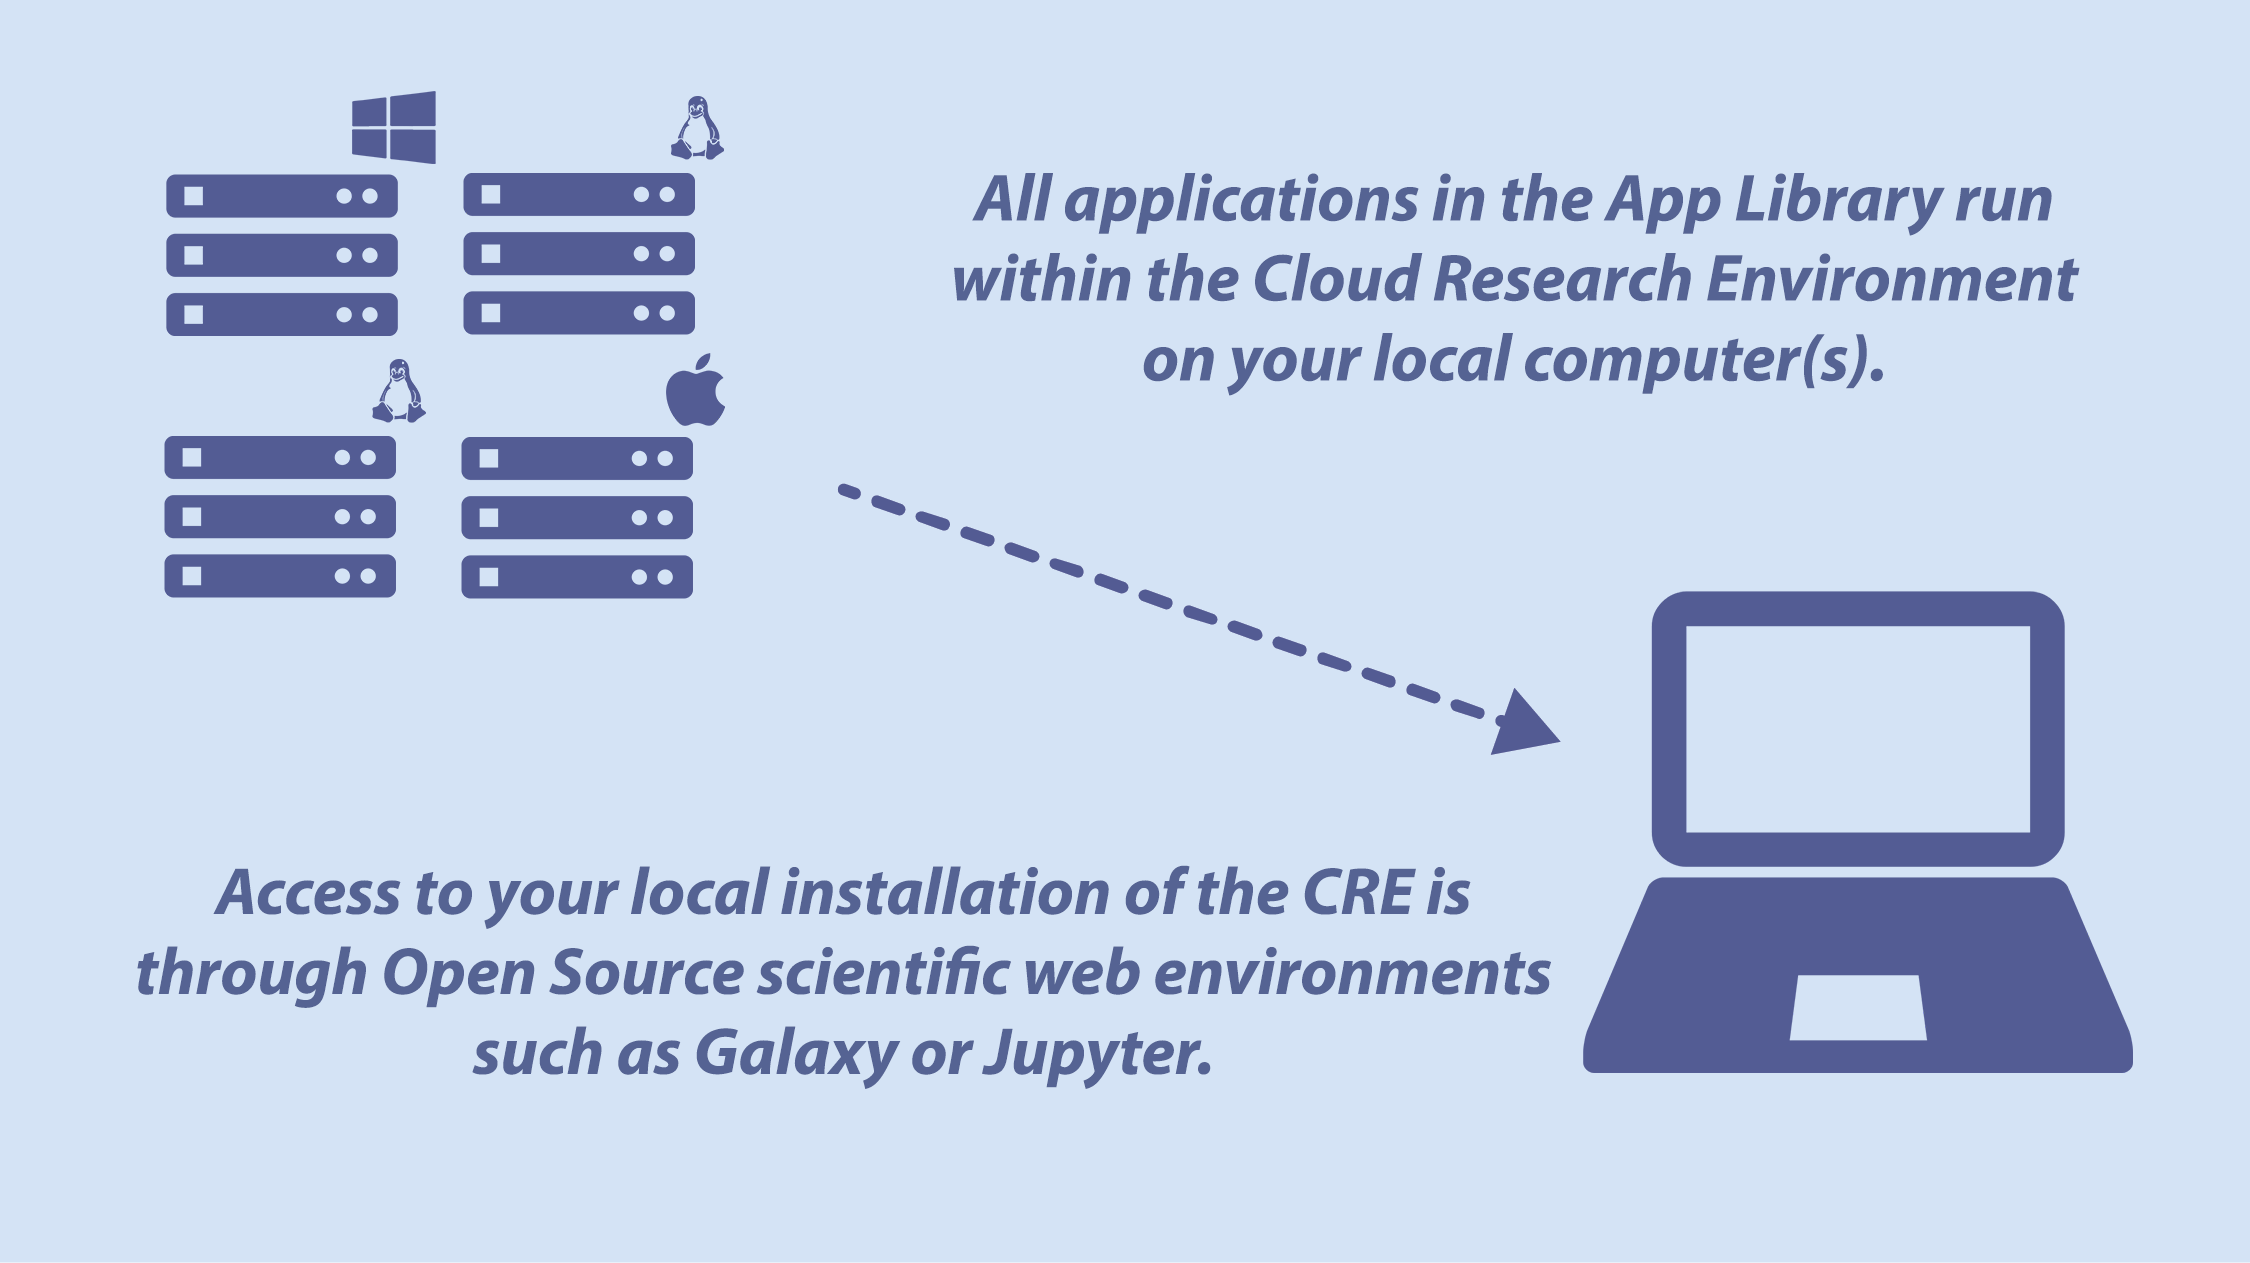 All applications in the App Library run
within the Cloud Research Environment
on your local computer(s).
Access to your local installation of the CRE is
through Open Source scientific web environments
such as Galaxy or Jupyter.